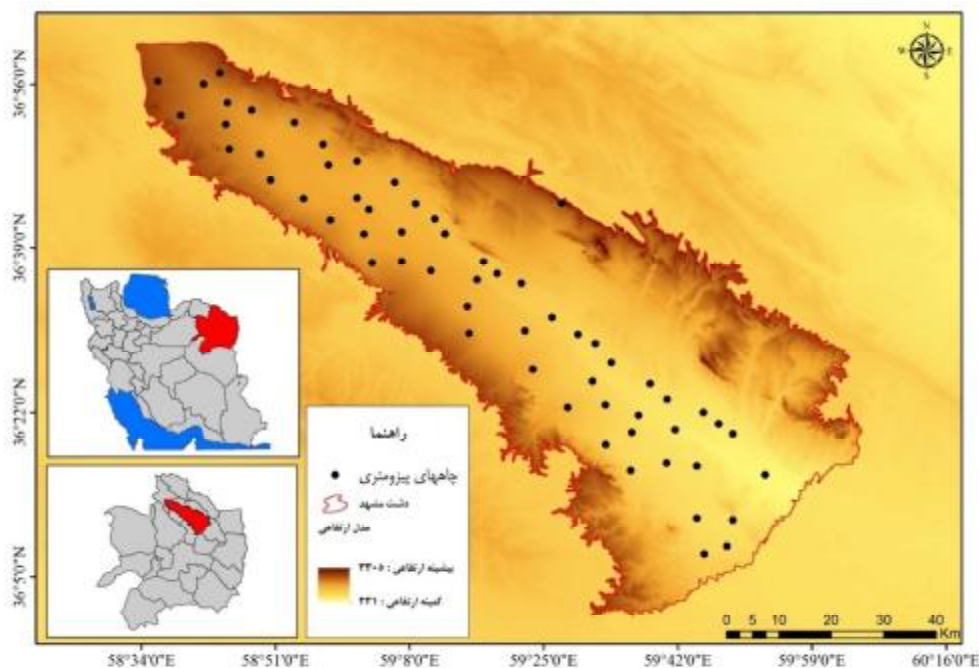 N
W E
S
36°56'0"N
36°39'0"N
36°22'0"N
36°5'0"N
راهنما
چاههای پیزومتری
دشت مشهد
مدل ارتفاعی
بیشینه ارتفاعی : ۳۳۰۵
کمینه ارتفاعی : ۲۳۱
0 5 10 20 30 40
Km
58°34'0"E 58°51'0"E 59°8'0"E 59°25'0"E 59°42'0"E 59°59'0"E 60°16'0"E